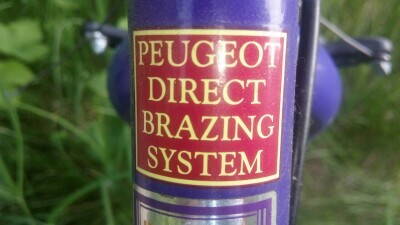 PEUGEOT
DIRECT
BRAZING
SYSTEM